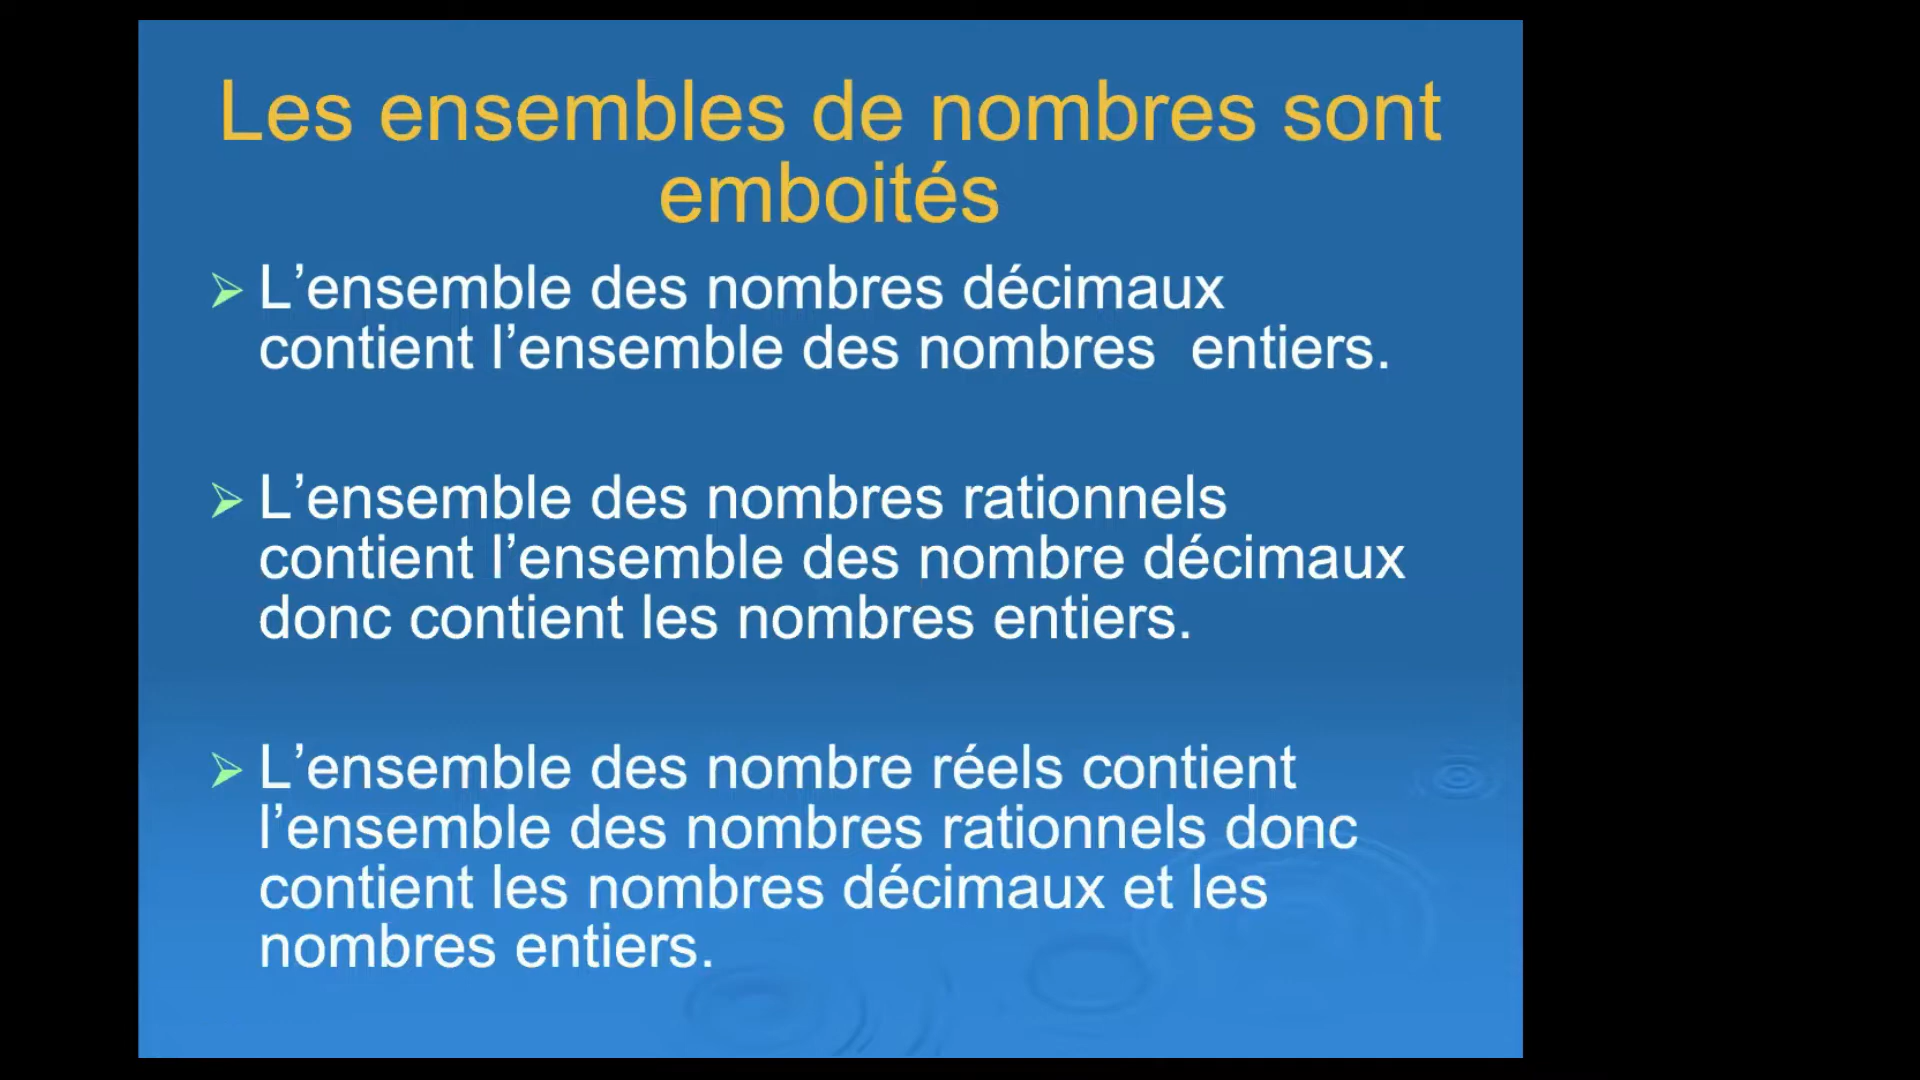 Les ensembles de nombres sont
emboités
L’ensemble des nombres décimaux
contient l’ensemble des nombres  entiers.
L’ensemble des nombres rationnels
contient l’ensemble des nombre décimaux
donc contient les nombres entiers.
L’ensemble des nombre réels contient
l’ensemble des nombres rationnels donc
contient les nombres décimaux et les
nombres entiers.